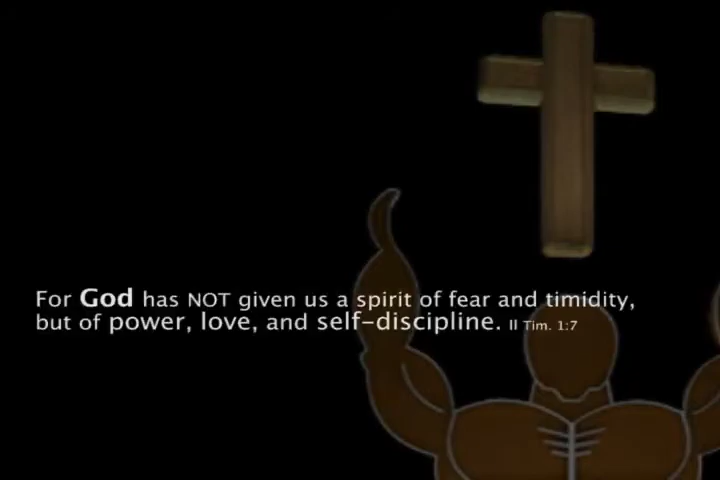 For God has NOT given us a spirit of fear and timidity,
but of power, love, and self-discipline. II Tim. 1:7